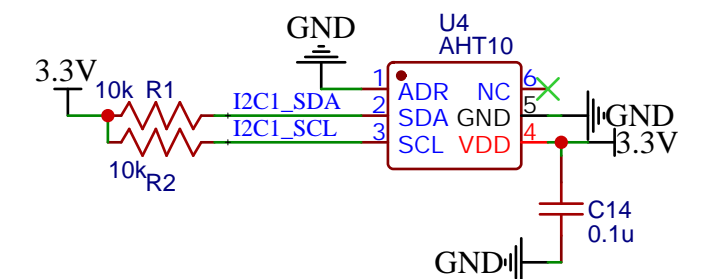 GND
U4
AHT10
3.3V
10k R1
I2C1_SDA
I2C1_SCL
10k
R2
1 ADR NC 6
2 SDA GND 5
3 SCL VDD 4
GND
3.3V
C14
0.1u
GND